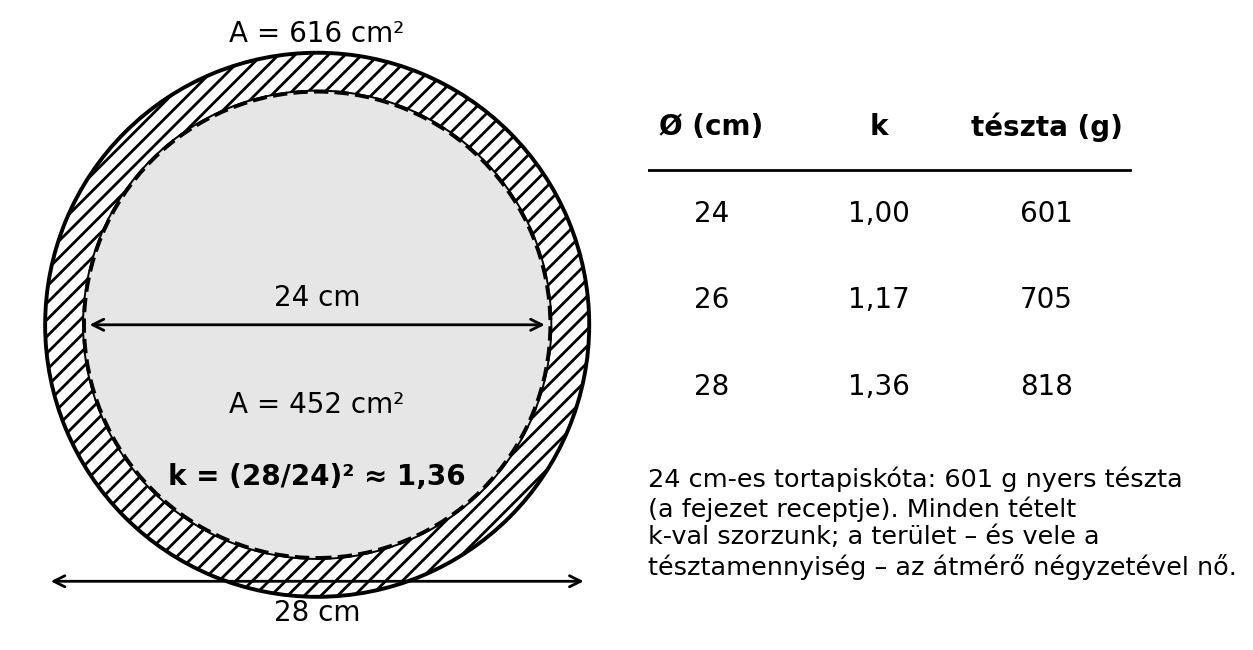 A = 616 cm²
24 cm
A = 452 cm²
k = (28/24)² ≈ 1,36
28 cm
Ø (cm) k tészta (g)
24 1,00 601
26 1,17 705
28 1,36 818
24 cm-es tortapiskóta: 601 g nyers tészta
(a fejezet receptje). Minden tételt
k-val szorzunk; a terület – és vele a
tésztamennyiség – az átmérő négyzetével nő.